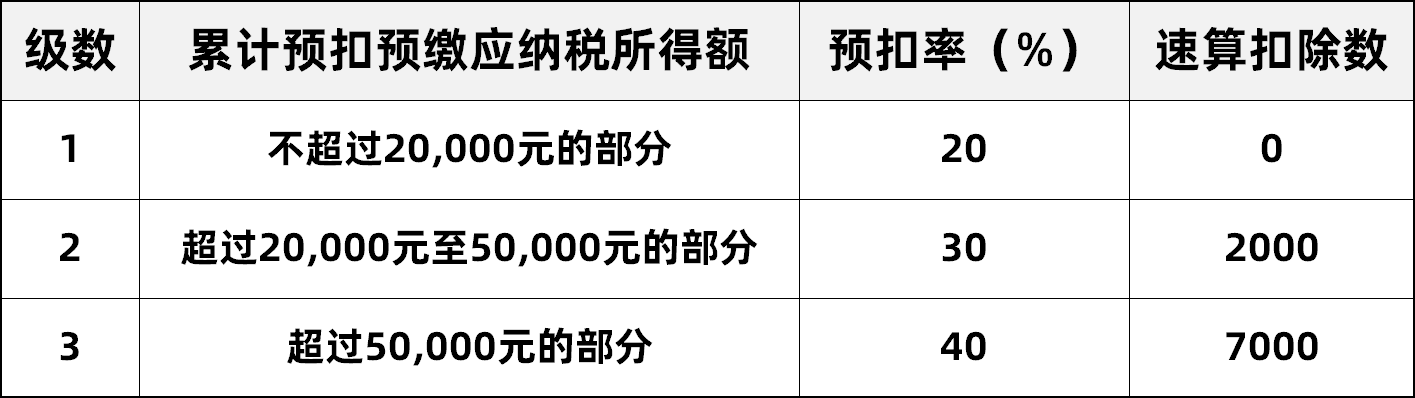 级数 累计预扣预缴应纳税所得额 预扣率（%） 速算扣除数
1 不超过20,000元的部分 20 0
2 超过20,000元至50,000元的部分 30 2000
3 超过50,000元的部分 40 7000